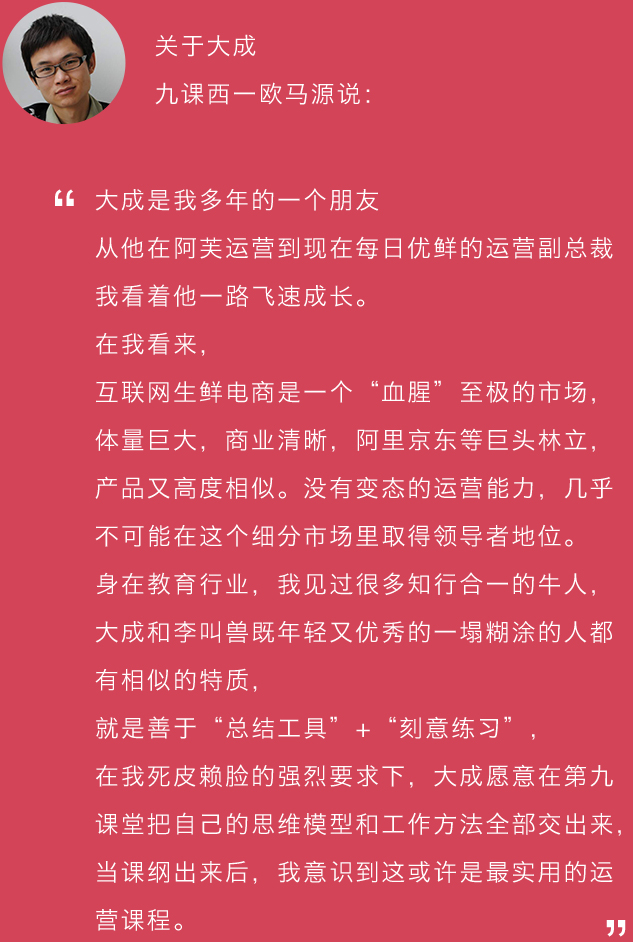 关于大成
九课西一欧马源说：
“大成是我多年的一个朋友
从他在阿芙运营到现在每日优鲜的运营副总裁
我看着他一路飞速成长。
在我看来，
互联网生鲜电商是一个“血腥”至极的市场，
体量巨大，商业清晰，阿里京东等巨头林立，
产品又高度相似。没有变态的运营能力，几乎
不可能在这个细分市场里取得领导者地位。
身在教育行业，我见过很多知行合一的牛人，
大成和李叫兽既年轻又优秀的一塌糊涂的人都
有相似的特质，
就是善于“总结工具”+“刻意练习”，
在我死皮赖脸的强烈要求下，大成愿意在第九
课堂把自己的思维模型和工作方法全部交出来，
当课纲出来后，我意识到这或许是最实用的运
营课程。”